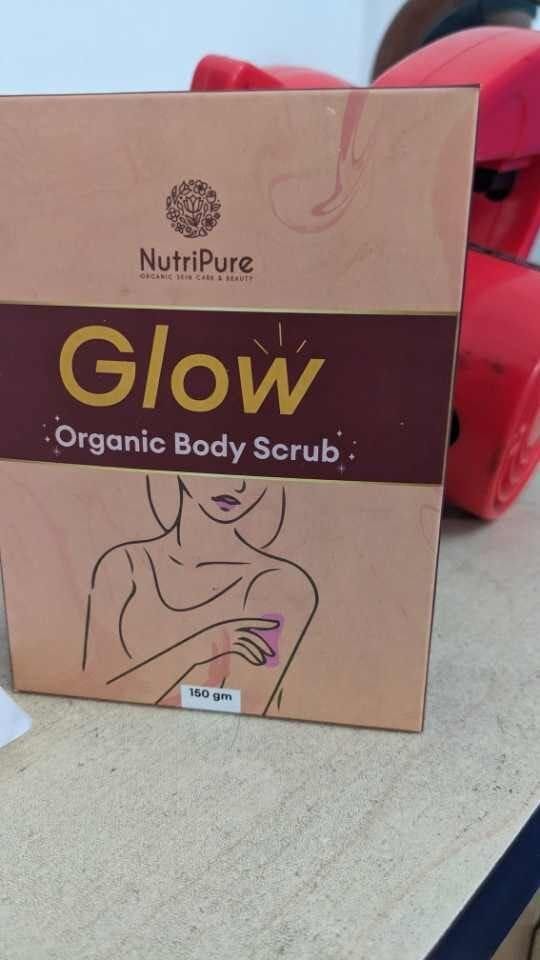 NutriPure
ORGANIC SKIN CARE & BEAUTY
Glow
Organic Body Scrub
150 gm